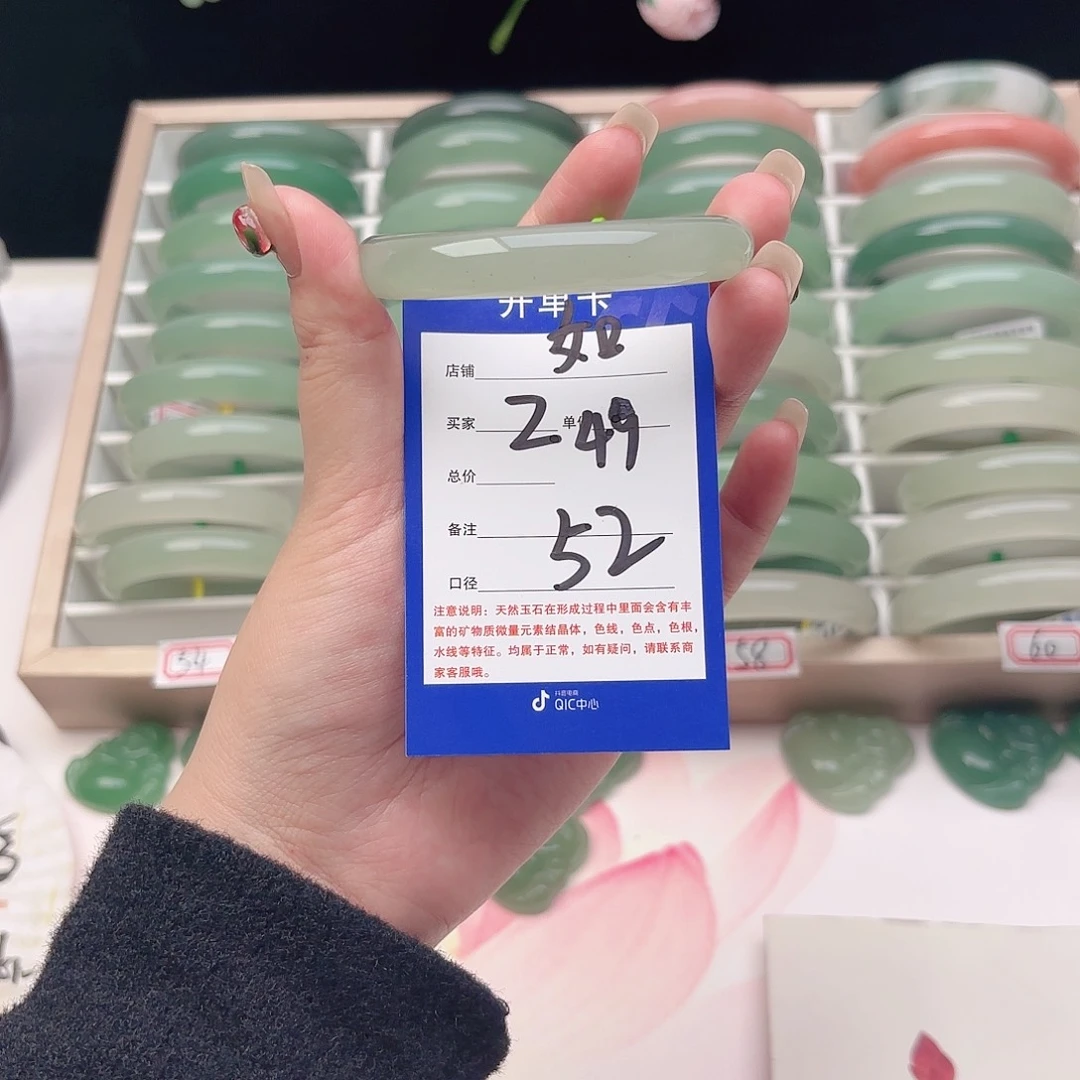 开单卡
如
店铺
买家 2.49 单
总价
备注 52
口径
注意说明：天然玉石在形成过程中里面会含有丰
富的矿物质微量元素结晶体，色线，色点，色根，
水线等特征。均属于正常，如有疑问，请联系商
家客服哦。
抖音电商
QIC中心
54
58
60